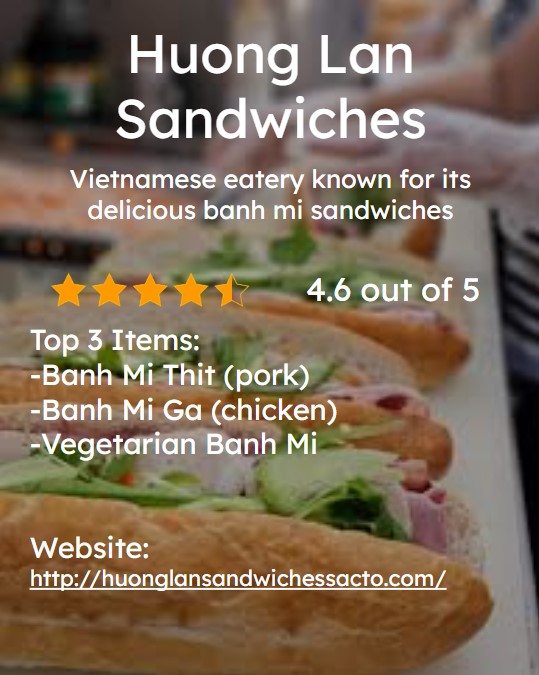 Huong Lan
Sandwiches
Vietnamese eatery known for its
delicious banh mi sandwiches
4.6 out of 5
Top 3 Items:
-Banh Mi Thit (pork)
-Banh Mi Ga (chicken)
-Vegetarian Banh Mi
Website:
http://huonglansandwichessacto.com/